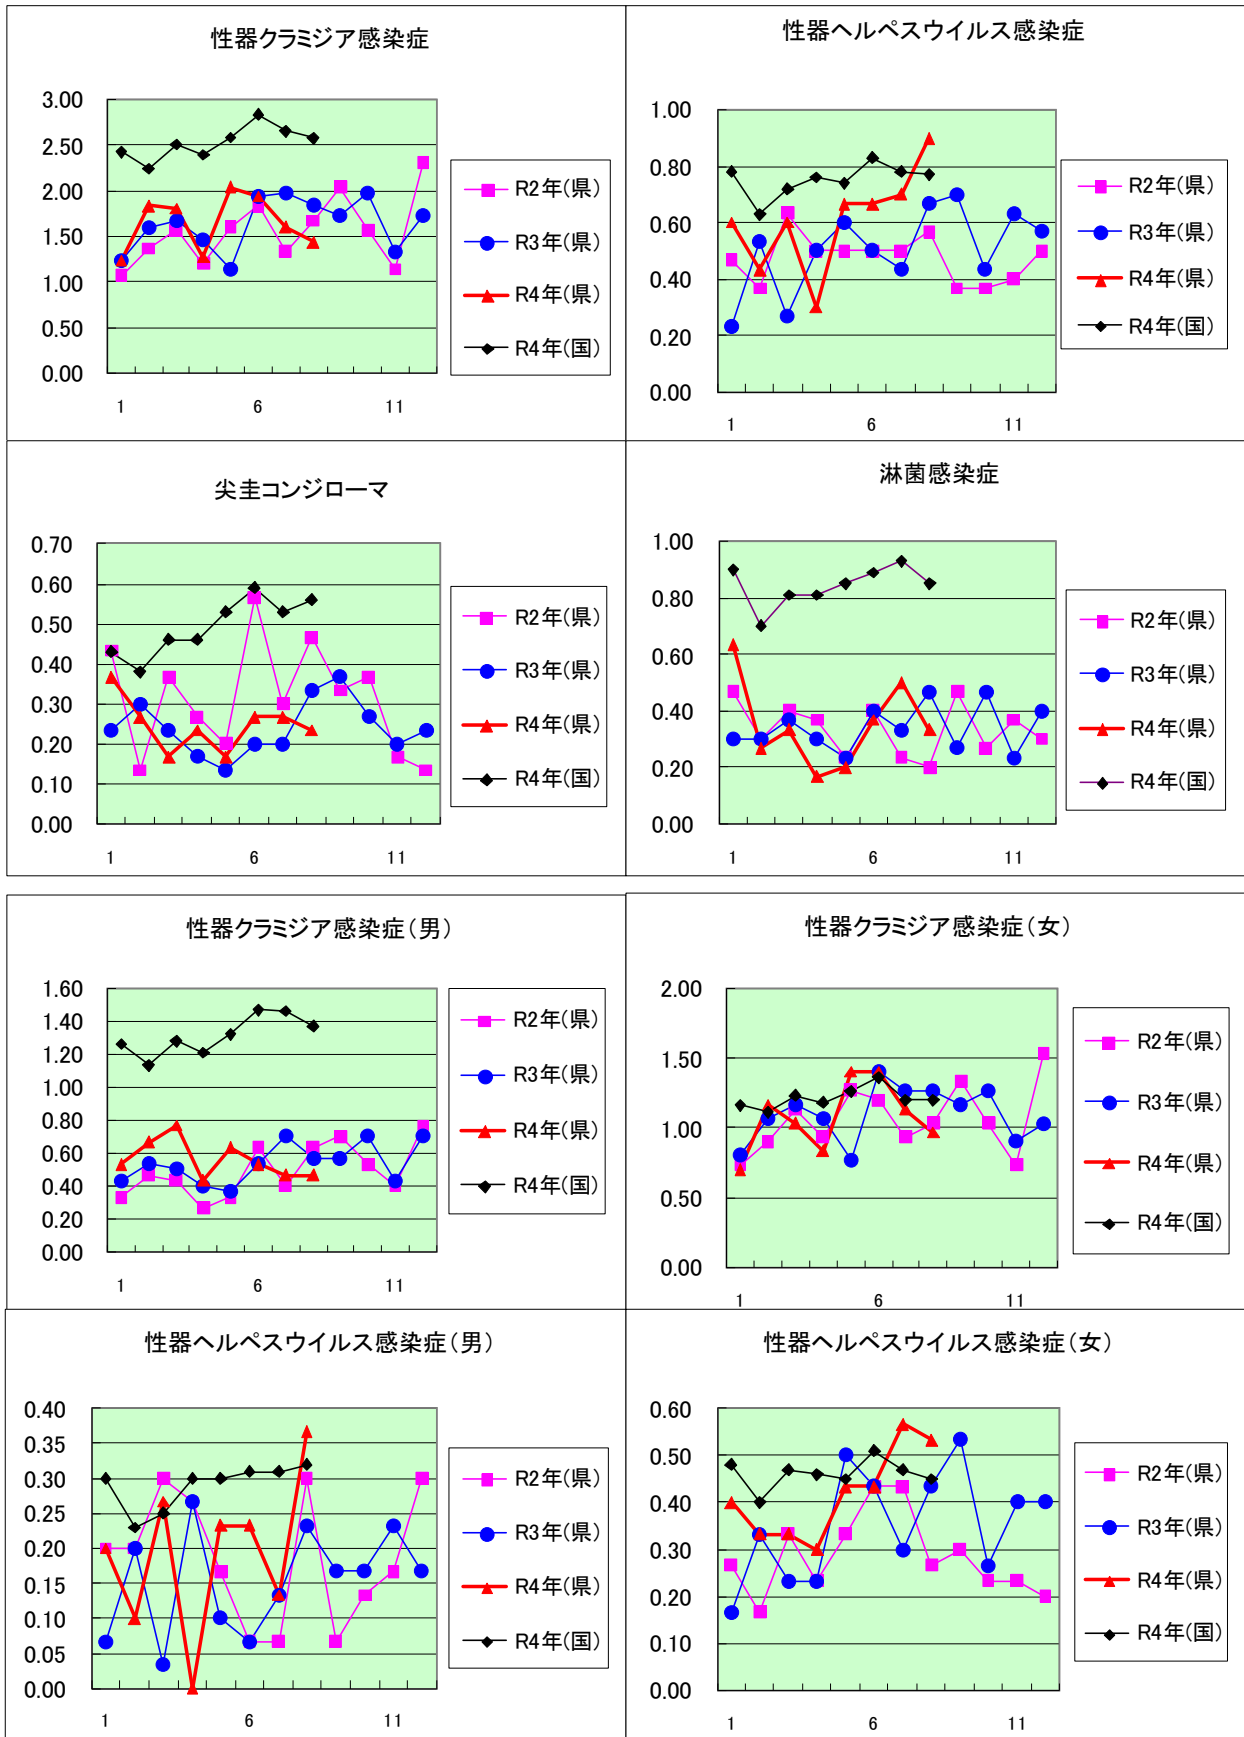 性器クラミジア感染症
3.00
2.50
2.00
1.50
1.00
0.50
0.00
1 6 11
R2年(県)
R3年(県)
R4年(県)
R4年(国)
性器ヘルペスウイルス感染症
1.00
0.80
0.60
0.40
0.20
0.00
1 6 11
R2年(県)
R3年(県)
R4年(県)
R4年(国)
尖圭コンジローマ
0.70
0.60
0.50
0.40
0.30
0.20
0.10
0.00
1 6 11
R2年(県)
R3年(県)
R4年(県)
R4年(国)
淋菌感染症
1.00
0.80
0.60
0.40
0.20
0.00
1 6 11
R2年(県)
R3年(県)
R4年(県)
R4年(国)
性器クラミジア感染症(男)
1.60
1.40
1.20
1.00
0.80
0.60
0.40
0.20
0.00
1 6 11
R2年(県)
R3年(県)
R4年(県)
R4年(国)
性器クラミジア感染症(女)
2.00
1.50
1.00
0.50
0.00
1 6 11
R2年(県)
R3年(県)
R4年(県)
R4年(国)
性器ヘルペスウイルス感染症(男)
0.40
0.35
0.30
0.25
0.20
0.15
0.10
0.05
0.00
1 6 11
R2年(県)
R3年(県)
R4年(県)
R4年(国)
性器ヘルペスウイルス感染症(女)
0.60
0.50
0.40
0.30
0.20
0.10
0.00
1 6 11
R2年(県)
R3年(県)
R4年(県)
R4年(国)